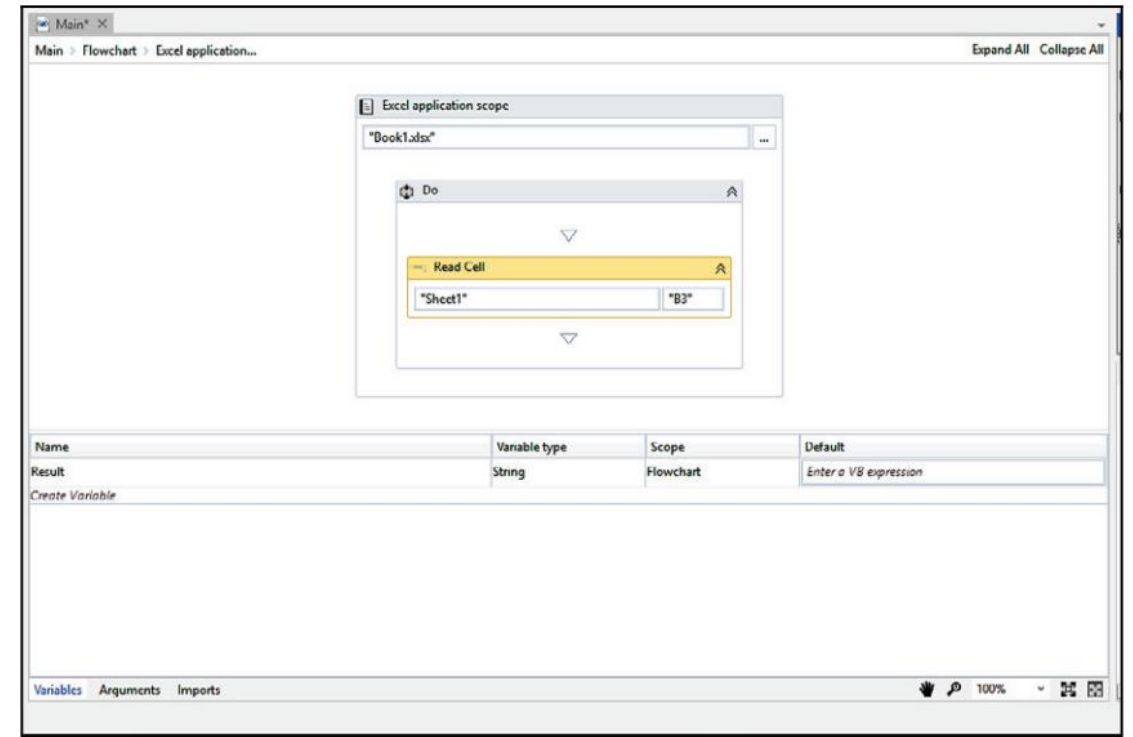 Main* ×
Main > Flowchart > Excel application... Expand All Collapse All
Excel application scope
"Book1.xlsx" ...
Do
Read Cell
"Sheet1" "B3"
Name Variable type Scope Default
Result String Flowchart Enter a VB expression
Create Variable
Variables Arguments Imports 100%